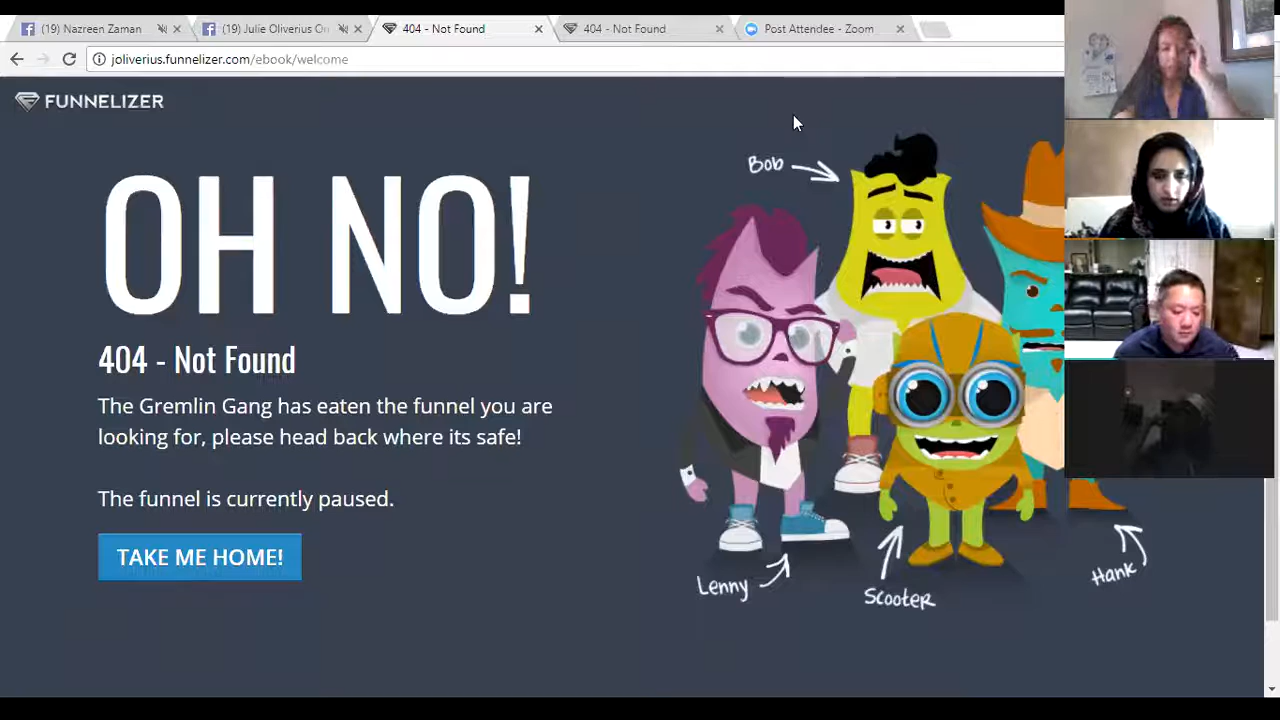 (19) Nazreen Zaman
(19) Julie Oliverius On
404 - Not Found
404 - Not Found
Post Attendee - Zoom
joliverius.funnelizer.com/ebook/welcome
FUNNELIZER
OH NO!
404 - Not Found
The Gremlin Gang has eaten the funnel you are
looking for, please head back where its safe!
The funnel is currently paused.
TAKE ME HOME!
Bob
Lenny
Scooter
Hank